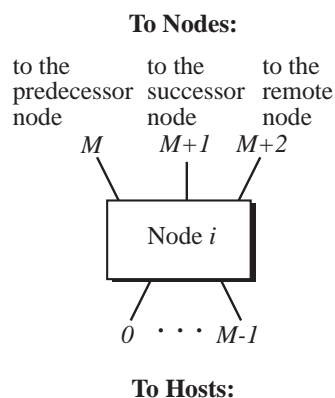 To Nodes:
to the predecessor node
to the successor node
to the remote node
M
M+1
M+2
Node i
0 · · · M-1
To Hosts: